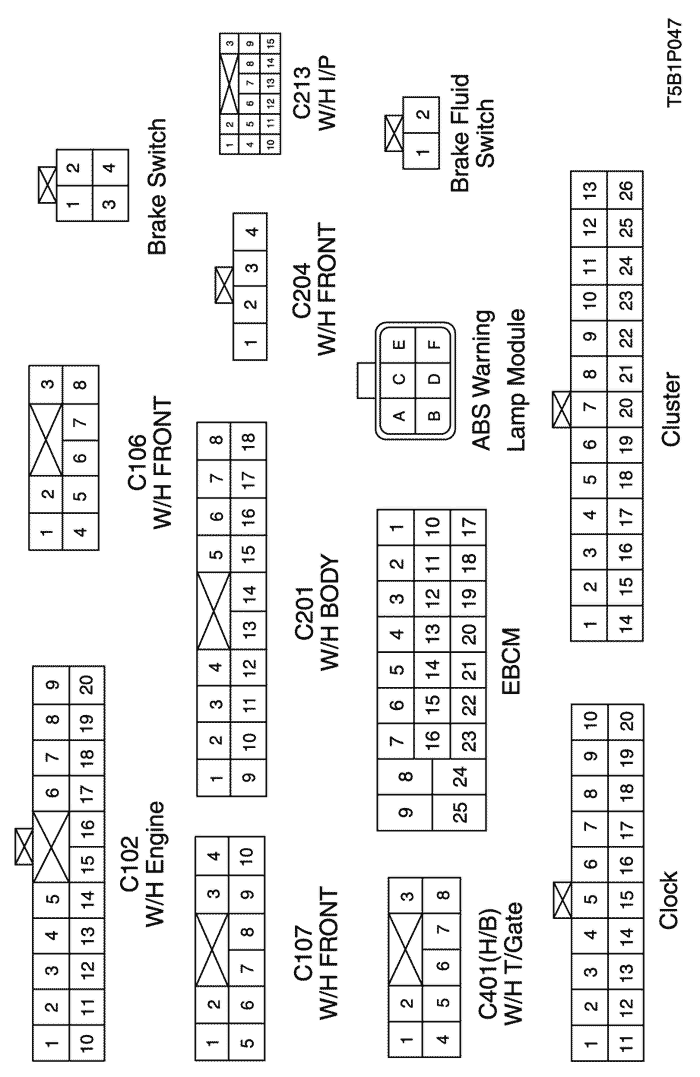 1 2 3 4 5 6 7 8 9
10 11 12 13 14 15 16 17 18 19 20
C102
W/H Engine
1 2 3
4 5 6 7 8
C106
W/H FRONT
1 2
3 4
Brake Switch
1 2 3 4
5 6 7 8 9 10
C107
W/H FRONT
1 2 3 4 5 6 7 8
9 10 11 12 13 14 15 16 17 18
C201
W/H BODY
1 2 3 4
C204
W/H FRONT
1 2 3
4 5 6 7 8 9
10 11 12 13 14 15
C213
W/H I/P
1 2 3
4 5 6 7 8
C401(H/B)
W/H T/Gate
9 8 7 6 5 4 3 2 1
16 15 14 13 12 11 10
25 24 23 22 21 20 19 18 17
EBCM
A C E
B D F
ABS Warning
Lamp Module
1 2
Brake Fluid
Switch
1 2 3 4 5 6 7 8 9 10
11 12 13 14 15 16 17 18 19 20
Clock
1 2 3 4 5 6 7 8 9 10 11 12 13
14 15 16 17 18 19 20 21 22 23 24 25 26
Cluster
T5B1P047